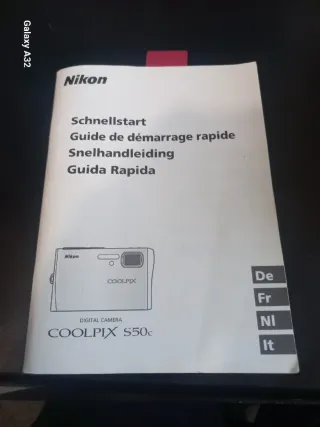 Galaxy A32
Nikon
Schnellstart
Guide de démarrage rapide
Snelhandleiding
Guida Rapida
Nikon
COOLPIX
DIGITAL CAMERA
COOLPIX S50c
De
Fr
Nl
It